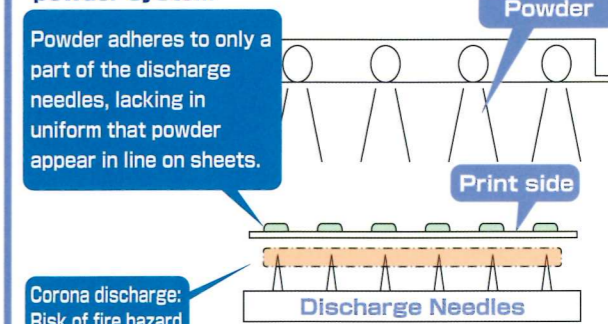 Powder
Powder adheres to only a
part of the discharge
needles, lacking in
uniform that powder
appear in line on sheets.
Print side
Corona discharge:
Risk of fire hazard
Discharge Needles